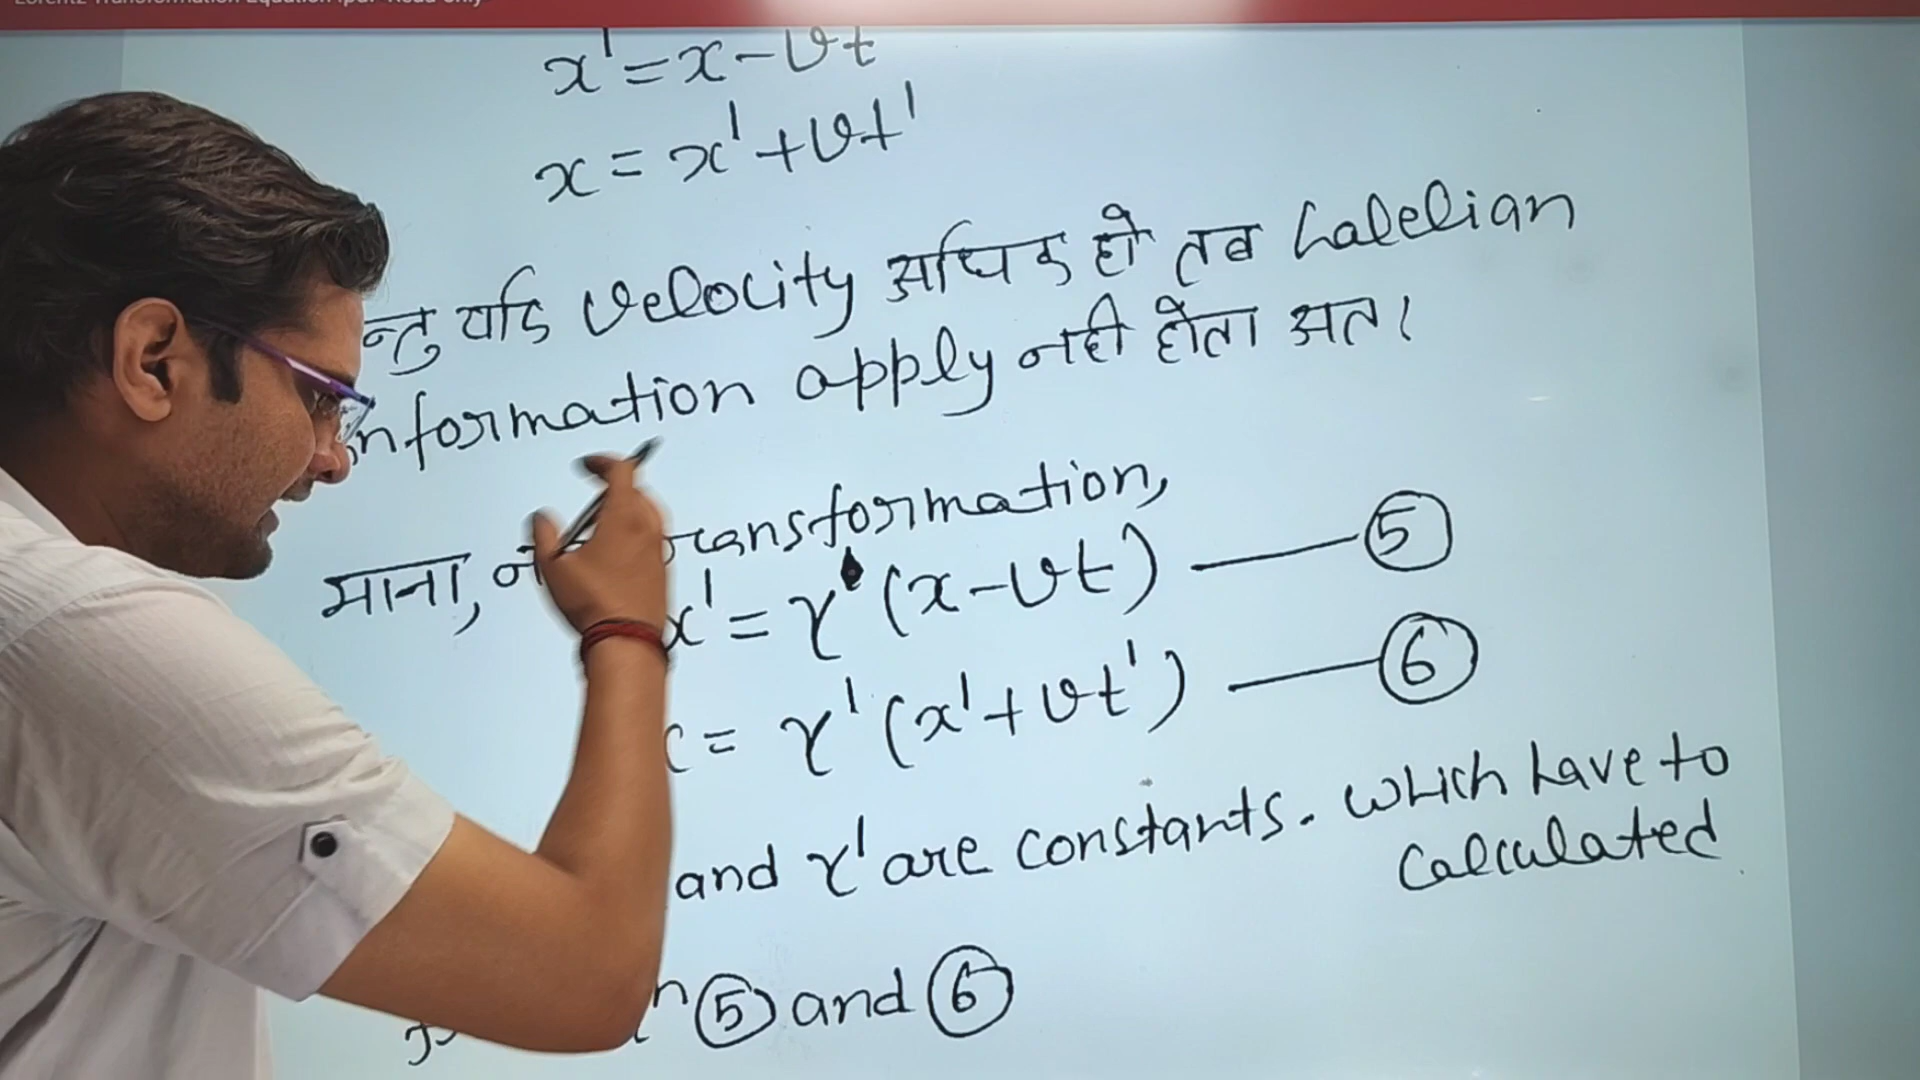 x' = x - vt
x = x' + vt'
न्तु यदि velocity अधिक हो तब Galelian
nformation apply नही होता अत।
माना, ransformation,
x' = γ (x - vt) — ⑤
= γ' (x' + vt') — ⑥
and γ' are constants. which have to
calculated
⑤ and ⑥